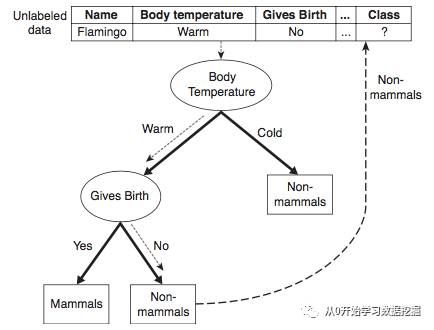 Unlabeled
data
Name Body temperature Gives Birth ... Class
Flamingo Warm No ... ?
Body
Temperature
Non-
mammals
Warm
Cold
Gives Birth
Non-
mammals
Yes
No
Mammals
Non-
mammals
从0开始学习数据挖掘